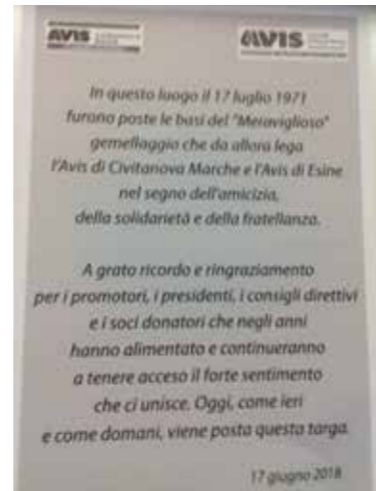 AVIS
AVIS
In questo luogo il 17 luglio 1971
furono poste le basi del "Meraviglioso"
gemellaggio che da allora lega
l'Avis di Civitanova Marche e l'Avis di Esine
nel segno dell'amicizia,
della solidarietà e della fratellanza.
A grato ricordo e ringraziamento
per i promotori, i presidenti, i consigli direttivi
e i soci donatori che negli anni
hanno alimentato e continueranno
a tenere acceso il forte sentimento
che ci unisce. Oggi, come ieri
e come domani, viene posta questa targa.
17 giugno 2018